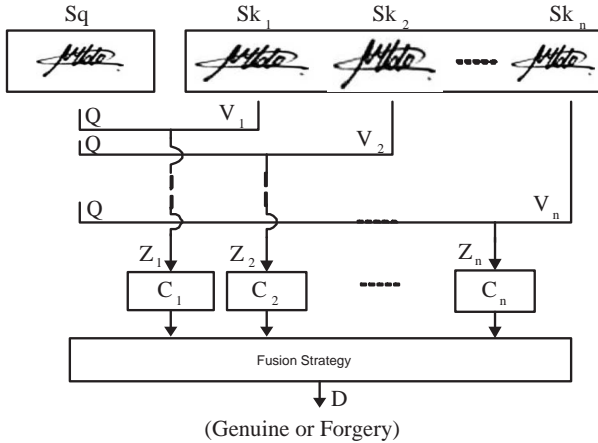 Sq Sk 1 Sk 2 Sk n
Q V 1
Q V 2
Q V n
Z 1 Z 2 Z n
C 1 C 2 C n
Fusion Strategy
D
(Genuine or Forgery)